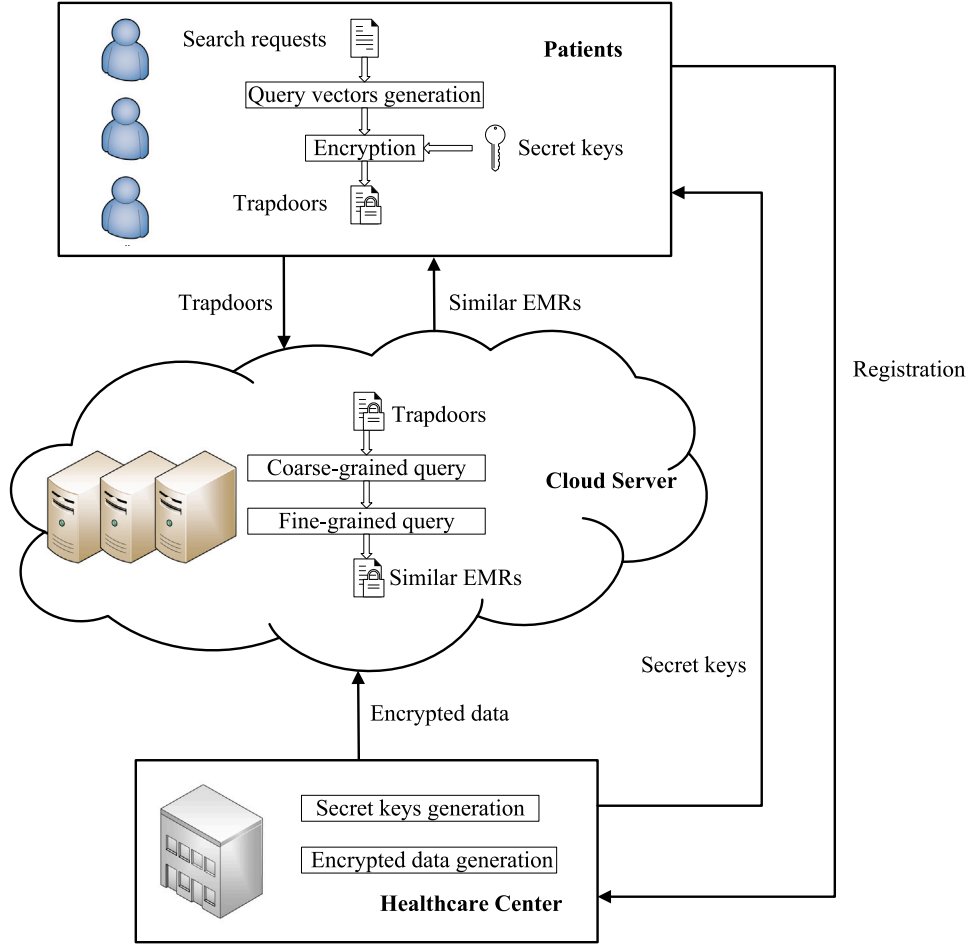 Search requests
Patients
Query vectors generation
Encryption
Secret keys
Trapdoors
Trapdoors
Similar EMRs
Registration
Trapdoors
Coarse-grained query
Cloud Server
Fine-grained query
Similar EMRs
Secret keys
Encrypted data
Secret keys generation
Encrypted data generation
Healthcare Center